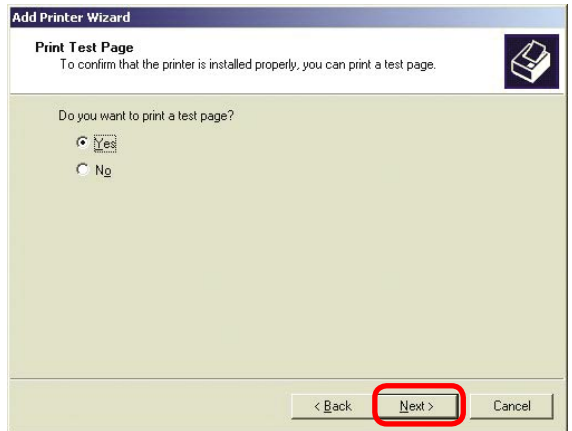 Add Printer Wizard
Print Test Page
To confirm that the printer is installed properly, you can print a test page.
Do you want to print a test page?
Yes
No
< Back
Next >
Cancel